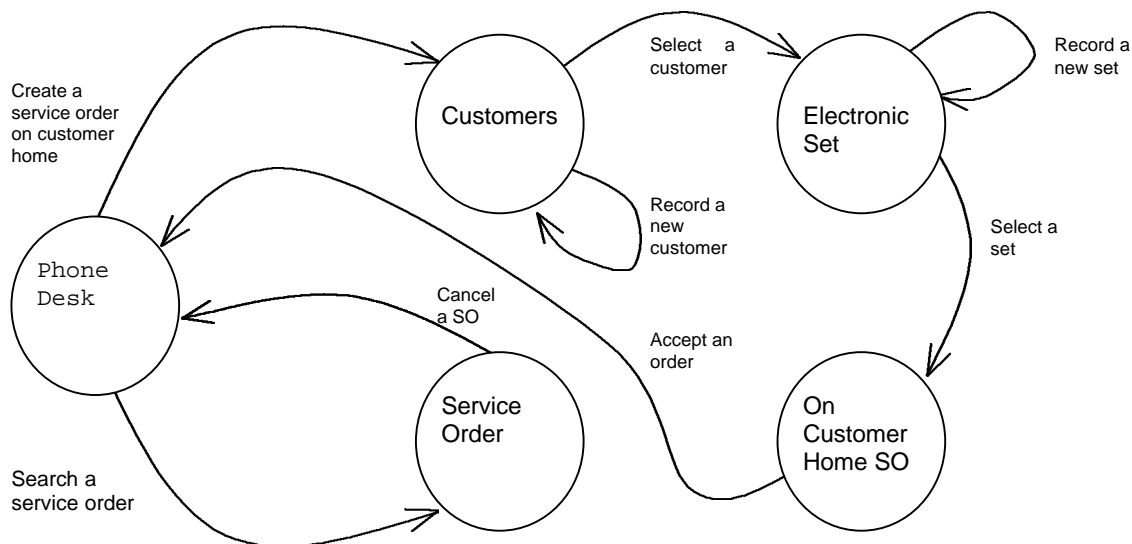 Create a
service order
on customer
home
Customers
Select a
customer
Electronic
Set
Record a
new set
Record a
new
customer
Select a
set
Phone
Desk
Cancel
a SO
Accept an
order
Service
Order
On
Customer
Home SO
Search a
service order